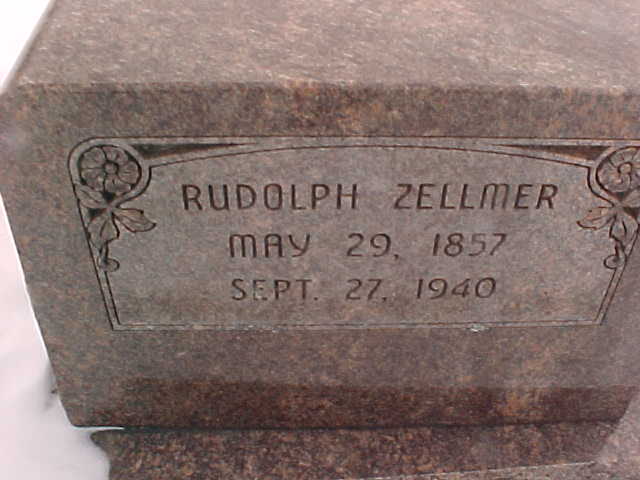 RUDOLPH ZELLMER
MAY 29, 1857
SEPT. 27, 1940